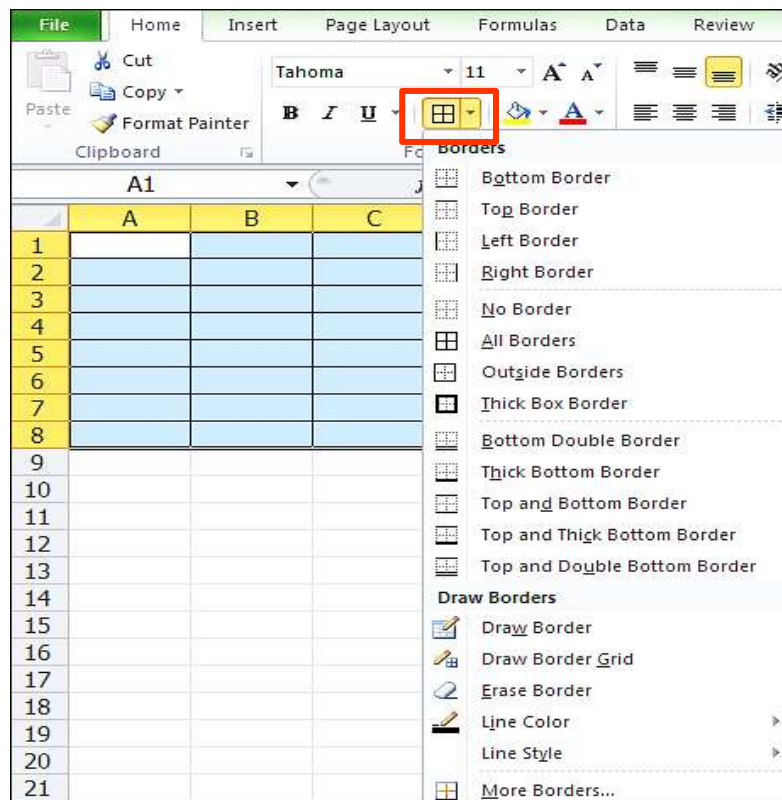 File Home Insert Page Layout Formulas Data Review
Cut
Tahoma 11 A A
Copy
Paste
B I U A
Format Painter
Clipboard
Borders
A1
Bottom Border
A B C
Top Border
1
Left Border
2
Right Border
3
No Border
4
All Borders
5
Outside Borders
6
Thick Box Border
7
8
Bottom Double Border
9
Thick Bottom Border
10
Top and Bottom Border
11
Top and Thick Bottom Border
12
Top and Double Bottom Border
13
Draw Borders
14
Draw Border
15
Draw Border Grid
16
Erase Border
17
Line Color
18
Line Style
19
20
More Borders...
21